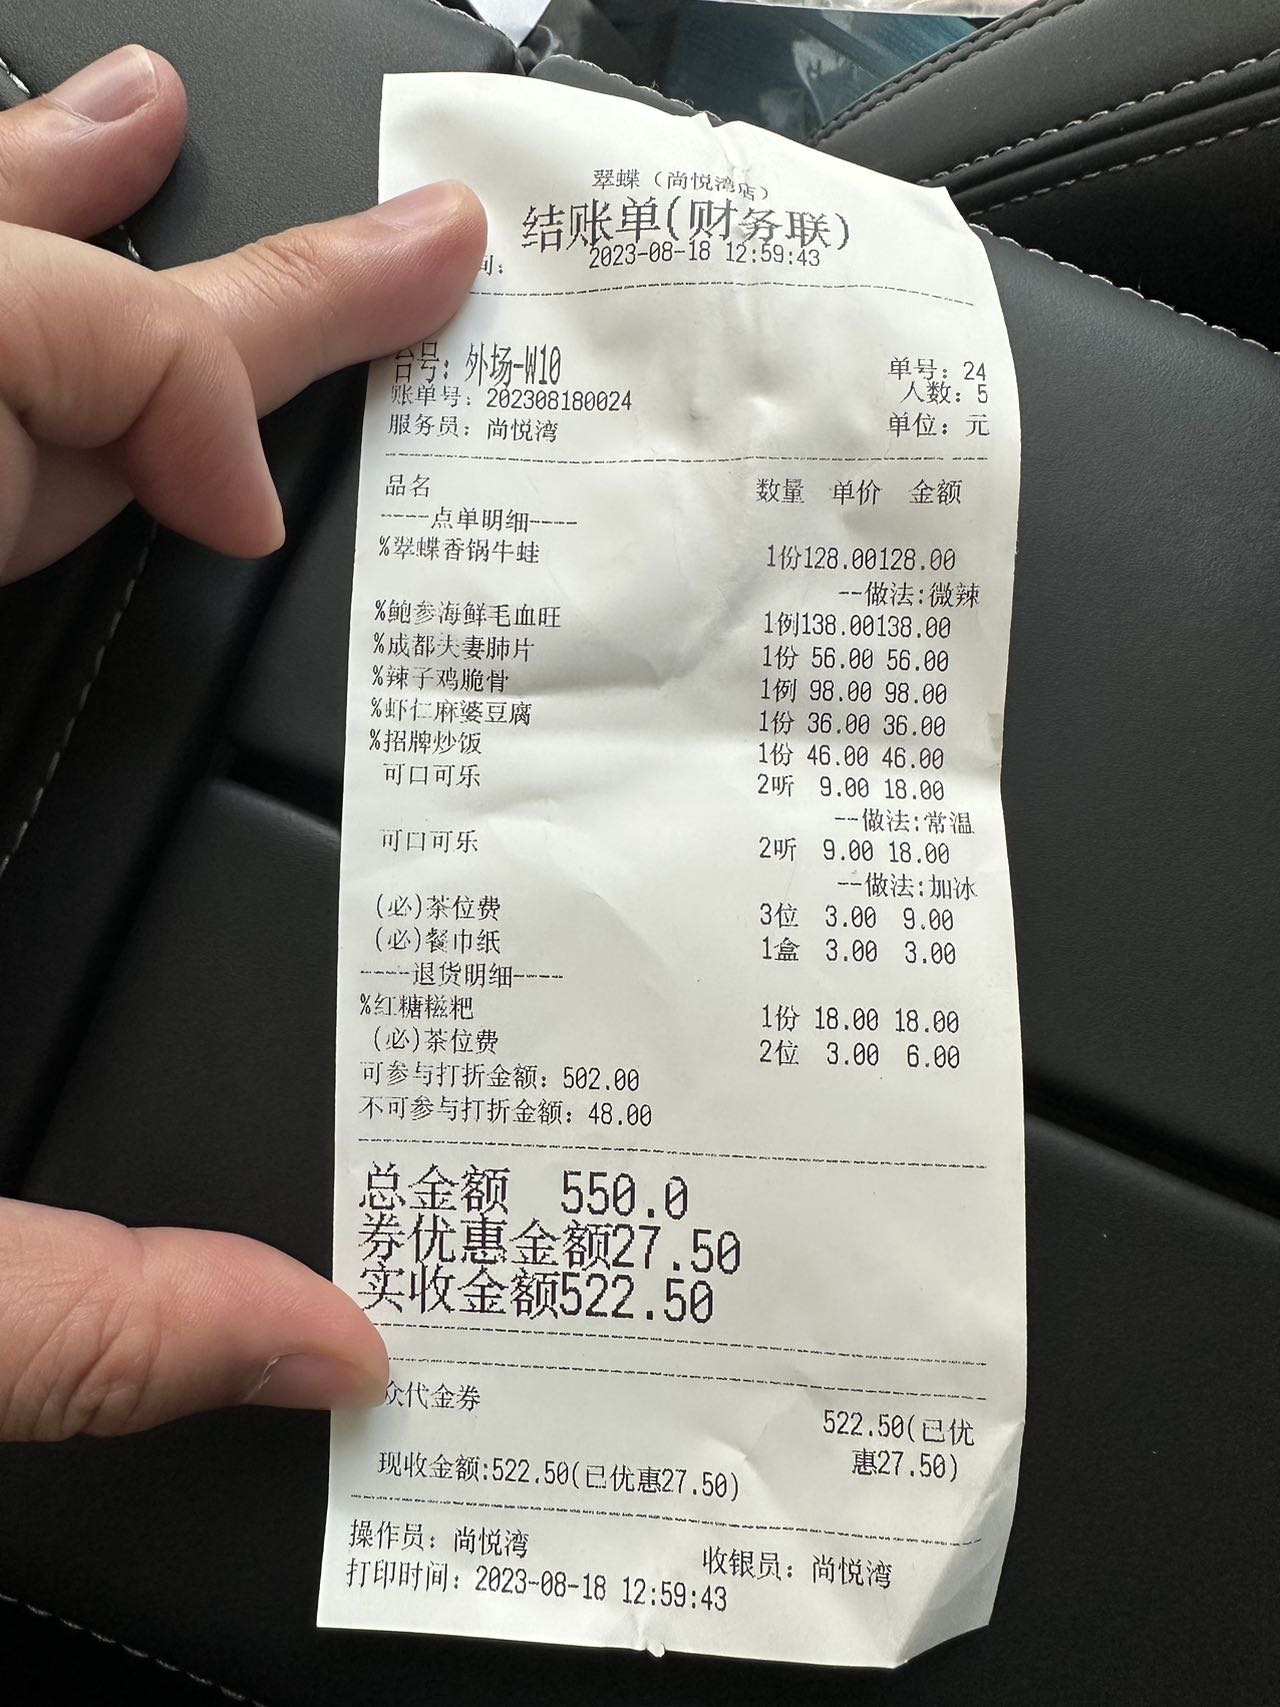 翠蝶（尚悦湾店）
结账单(财务联)
间： 2023-08-18 12:59:43
台号：外场-W10 单号：24
账单号：202308180024 人数：5
服务员：尚悦湾 单位：元
品名 数量 单价 金额
----点单明细----
%翠蝶香锅牛蛙 1份128.00128.00
--做法:微辣
%鲍参海鲜毛血旺 1例138.00138.00
%成都夫妻肺片 1份 56.00 56.00
%辣子鸡脆骨 1例 98.00 98.00
%虾仁麻婆豆腐 1份 36.00 36.00
%招牌炒饭 1份 46.00 46.00
可口可乐 2听 9.00 18.00
--做法:常温
可口可乐 2听 9.00 18.00
--做法:加冰
(必)茶位费 3位 3.00 9.00
(必)餐巾纸 1盒 3.00 3.00
----退货明细----
%红糖糍粑 1份 18.00 18.00
(必)茶位费 2位 3.00 6.00
可参与打折金额：502.00
不可参与打折金额：48.00
总金额 550.0
券优惠金额27.50
实收金额522.50
众代金券 522.50(已优
惠27.50)
现收金额:522.50(已优惠27.50)
操作员：尚悦湾 收银员：尚悦湾
打印时间：2023-08-18 12:59:43